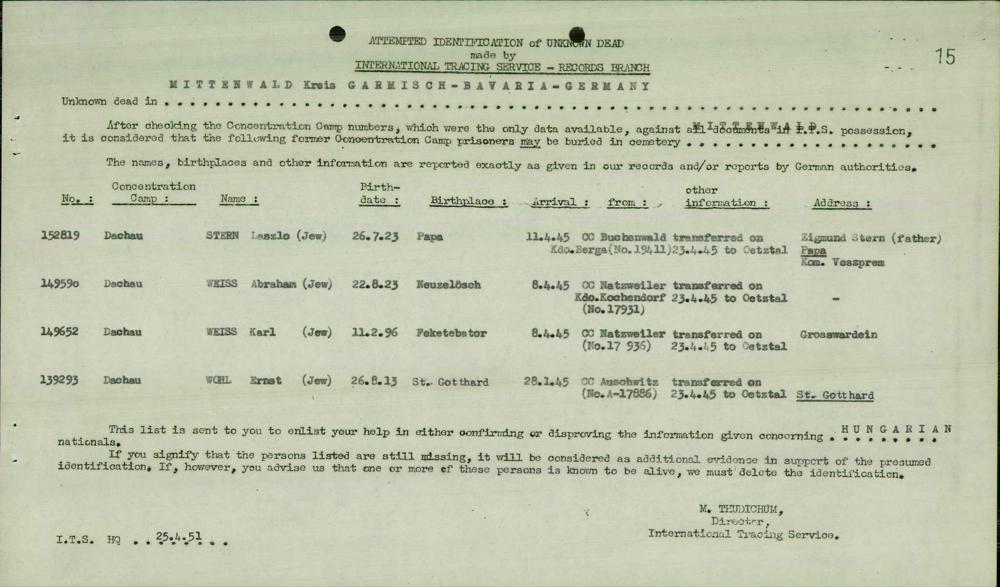 ATTEMPTED IDENTIFICATION of UNKNOWN DEAD
made by
INTERNATIONAL TRACING SERVICE - RECORDS BRANCH
15
MITTENWALD Kreis GARMISCH-BAVARIA-GERMANY
Unknown dead in . . . . . . . . . . . . . . . . . . . . . . . . . . . . . . . . . . . . . . . .
After checking the Concentration Camp numbers, which were the only data available, against all documents in I.T.S. possession,
it is considered that the following former Concentration Camp prisoners may be buried in cemetery MITTENWALD . . . . . . . . . . . . .
The names, birthplaces and other information are reported exactly as given in our records and/or reports by German authorities.
No. : Concentration Camp : Name : Birth-date : Birthplace : Arrival : from : other information : Address :
152819 Dachau STERN Laszlo (Jew) 26.7.23 Papa 11.4.45 CC Buchenwald transferred on Zigmund Stern (father)
Kdo.Berga(No.19411)23.4.45 to Oetztal Papa
Kom. Veszprem
149590 Dachau WEISS Abraham (Jew) 22.8.23 Neuzelösch 8.4.45 CC Natzweiler transferred on
Kdo.Kochendorf 23.4.45 to Oetztal -
(No.17931)
149652 Dachau WEISS Karl (Jew) 11.2.96 Feketebator 8.4.45 CC Natzweiler transferred on Grosswardein
(No.17 936) 23.4.45 to Oetztal
139293 Dachau WOHL Ernst (Jew) 26.8.13 St. Gotthard 28.1.45 CC Auschwitz transferred on
(No.A-17886) 23.4.45 to Oetztal St. Gotthard
This list is sent to you to enlist your help in either confirming or disproving the information given concerning HUNGARIAN
nationals.
If you signify that the persons listed are still missing, it will be considered as additional evidence in support of the presumed
identification. If, however, you advise us that one or more of these persons is known to be alive, we must delete the identification.
M. THUDICHUM,
Director,
International Tracing Service.
I.T.S. HQ . . 25.4.51 . .